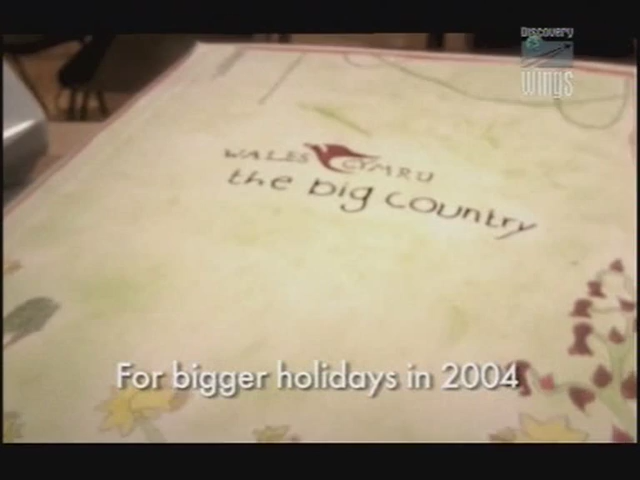 Discovery
WINGS
WALES CYMRU
the big country
For bigger holidays in 2004